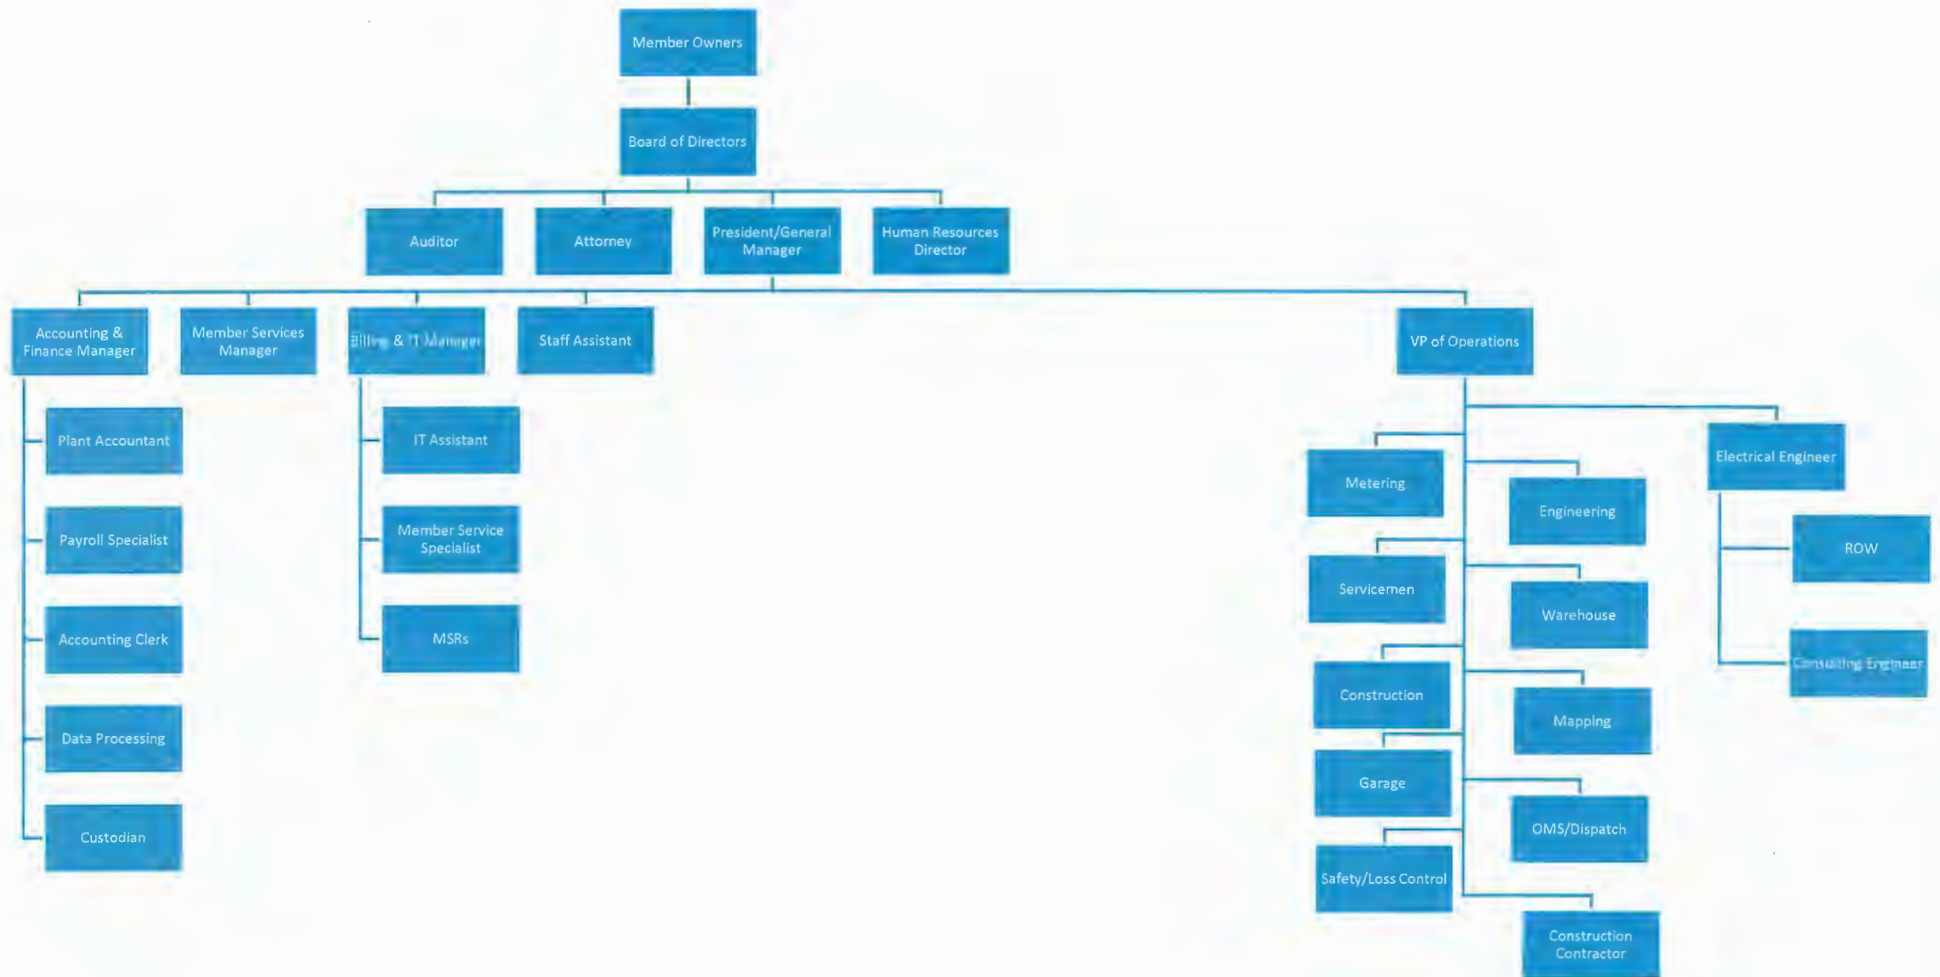 Member Owners
Board of Directors
Auditor
Attorney
President/General
Manager
Human Resources
Director
Accounting &
Finance Manager
Member Services
Manager
Billing & IT Manager
Staff Assistant
VP of Operations
Plant Accountant
Payroll Specialist
Accounting Clerk
Data Processing
Custodian
IT Assistant
Member Service
Specialist
MSRs
Metering
Engineering
Servicemen
Warehouse
Construction
Mapping
Garage
OMS/Dispatch
Safety/Loss Control
Construction
Contractor
Electrical Engineer
ROW
Consulting Engineer